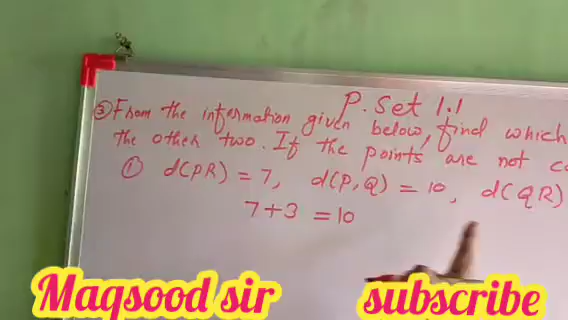 P. Set 1.1
③ From the information given below, find which
the other two. If the points are not co
① d(PR) = 7, d(P,Q) = 10, d(QR)
7+3 = 10
Maqsood sir subscribe